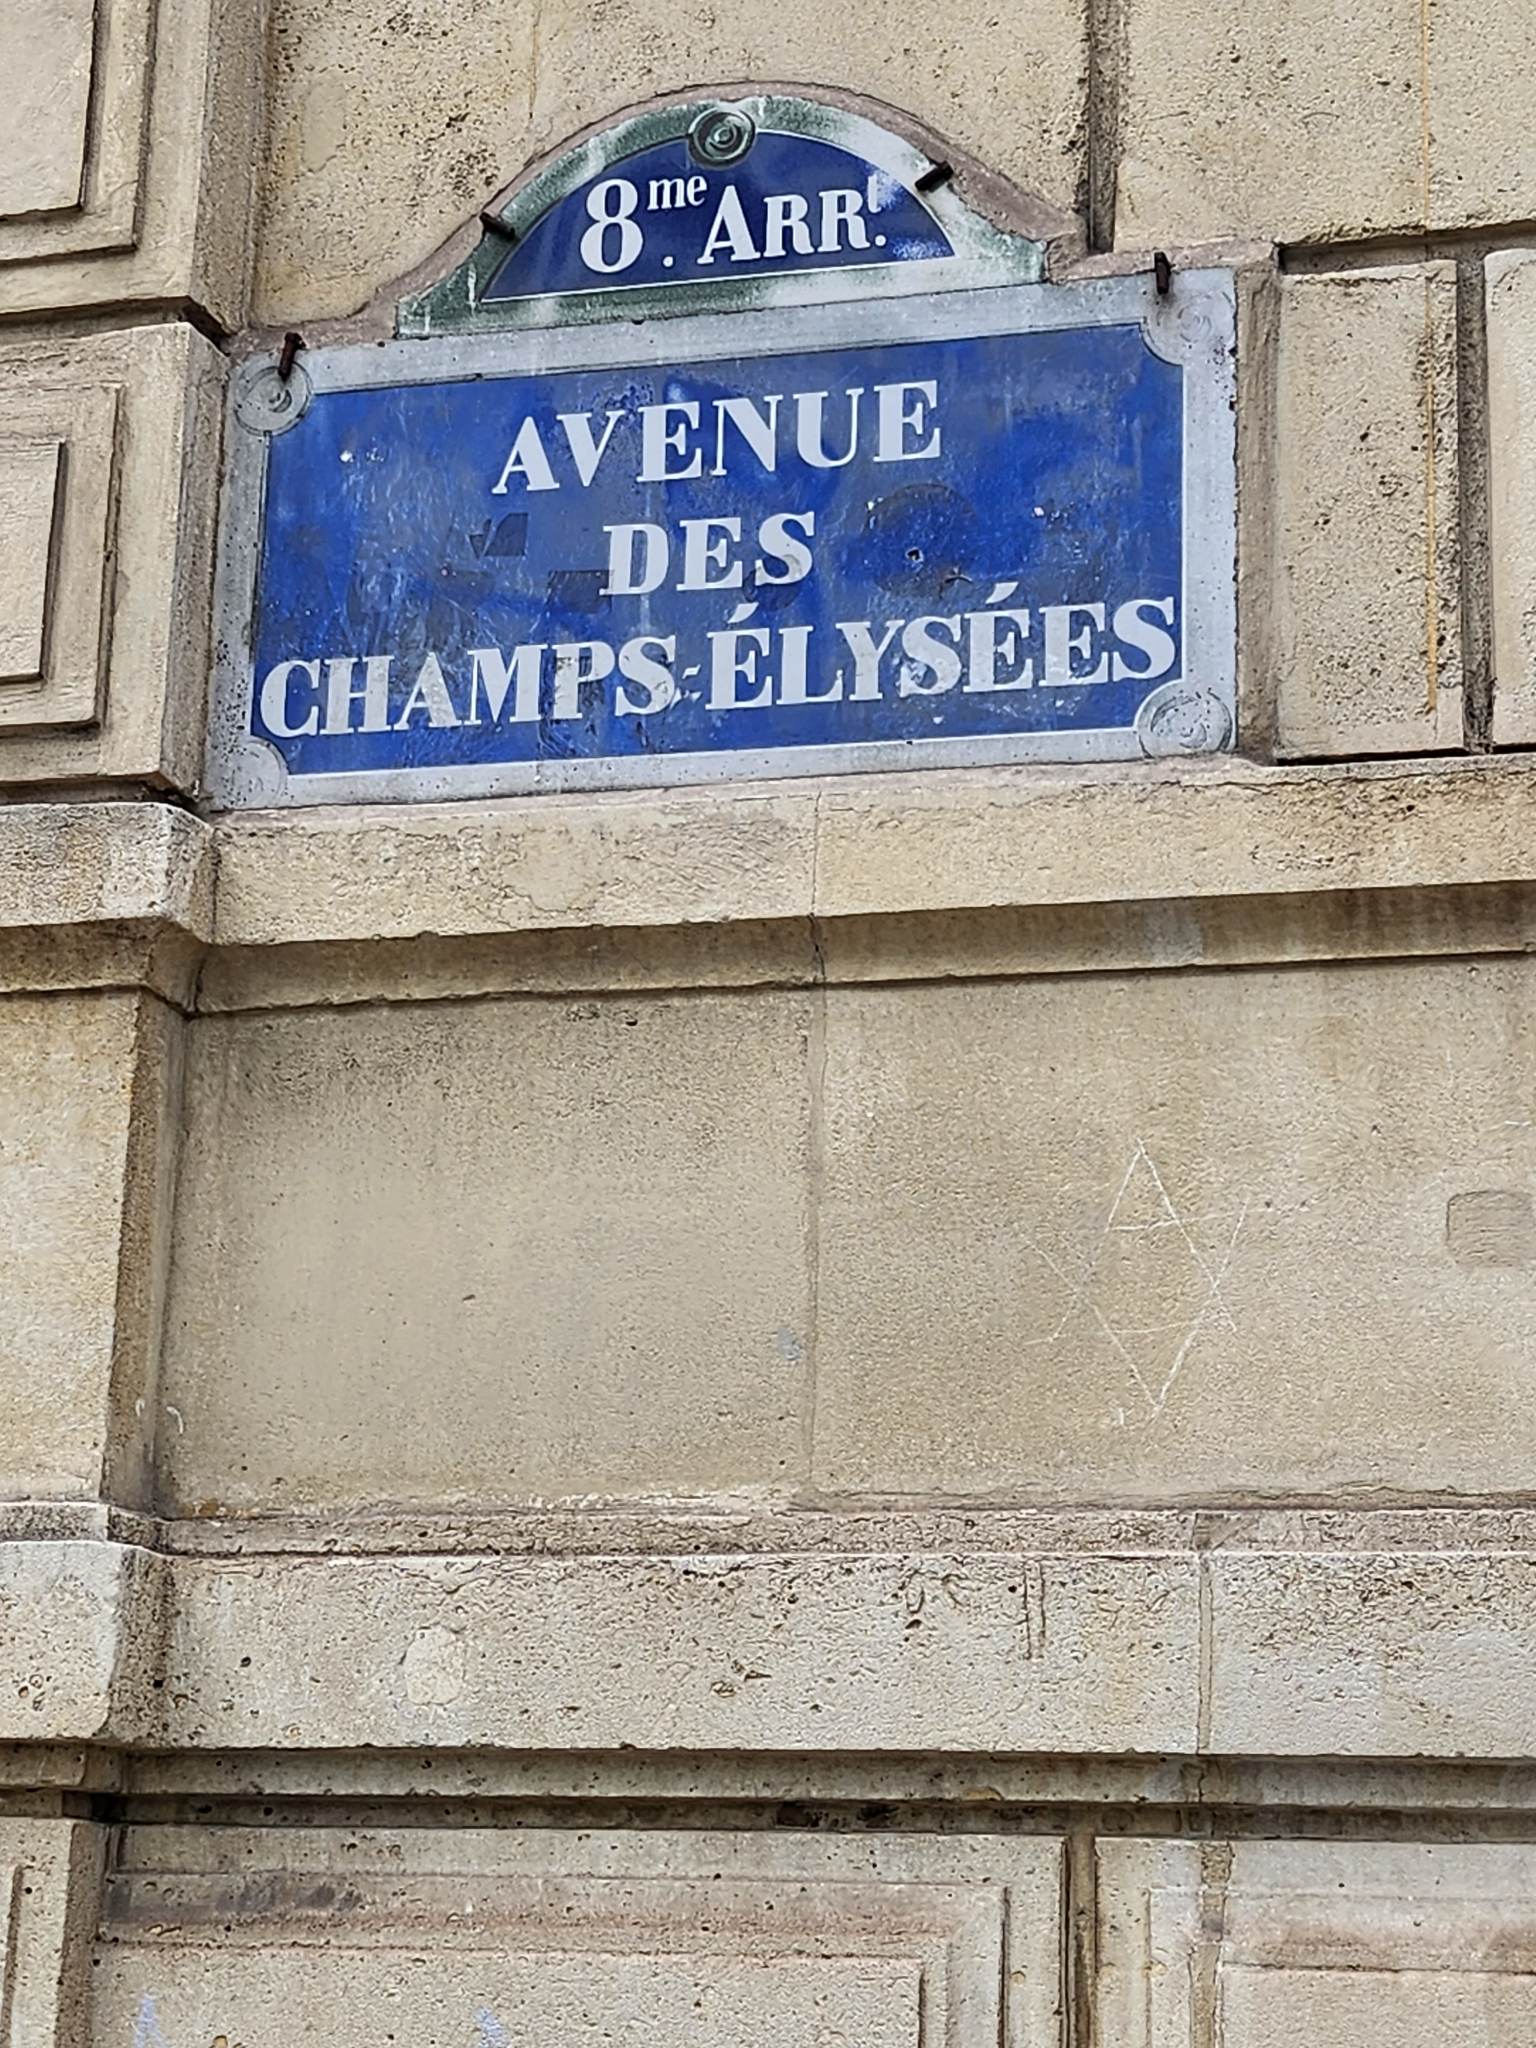 8me. ARRt.
AVENUE
DES
CHAMPS-ÉLYSÉES